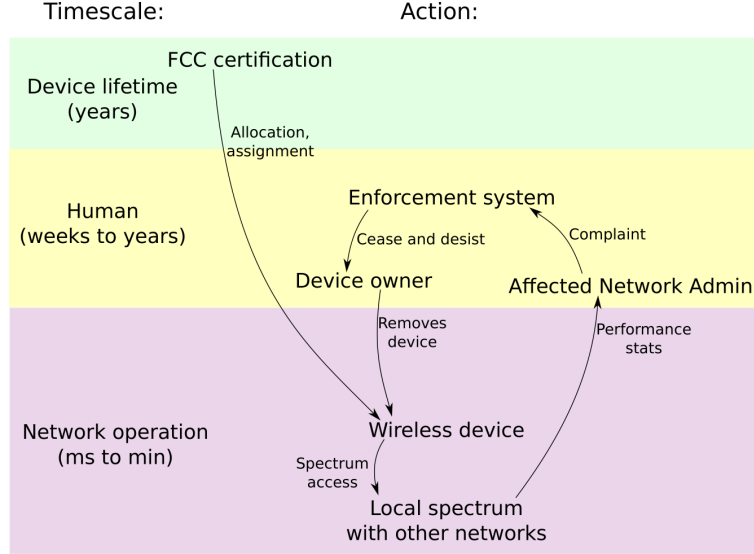 Timescale:
Action:
FCC certification
Device lifetime
(years)
Allocation,
assignment
Human
(weeks to years)
Enforcement system
Cease and desist
Complaint
Device owner
Affected Network Admin
Removes
device
Performance
stats
Network operation
(ms to min)
Wireless device
Spectrum
access
Local spectrum
with other networks